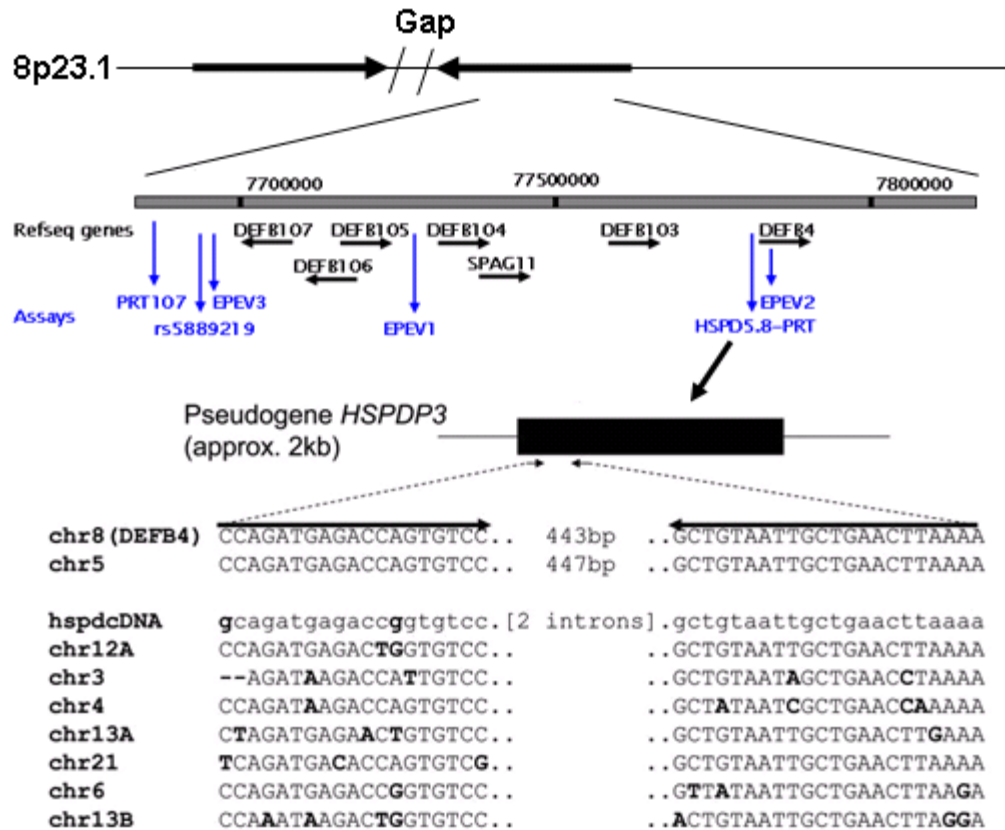 Gap
8p23.1
7700000 77500000 7800000
Refseq genes DEFB107 DEFB105 DEFB104 DEFB103 DEFB4
DEFB106 SPAG11
PRT107 EPEV3 EPEV2
Assays rs5889219 EPEV1 HSPD5.8-PRT
Pseudogene HSPDP3
(approx. 2kb)
chr8(DEFB4) CCAGATGAGACCAGTGTCC.. 443bp ..GCTGTAATTGCTGAACTTAAAA
chr5 CCAGATGAGACCAGTGTCC.. 447bp ..GCTGTAATTGCTGAACTTAAAA
hspdcDNA gcagatgagaccggtgtcc.[2 introns].gctgtaattgctgaacttaaaa
chr12A CCAGATGAGACTGGTGTCC.. ..GCTGTAATTGCTGAACTTAAAA
chr3 --AGATAAGACCATTGTCC.. ..GCTGTAATAGCTGAACCTAAAA
chr4 CCAGATAAGACCAGTGTCC.. ..GCTATAATCGCTGAACCAAAAA
chr13A CTAGATGAGAACTGTGTCC.. ..GCTGTAATTGCTGAACTTGAAA
chr21 TCAGATGACACCAGTGTCG.. ..GCTGTAATTGCTGAACTTAAAA
chr6 CCAGATGAGACCGGTGTCC.. ..GTTATAATTGCTGAACTTAAGA
chr13B CCAAATAAGACTGGTGTCC.. ..ACTGTAATTGCTGAACTTAGGA